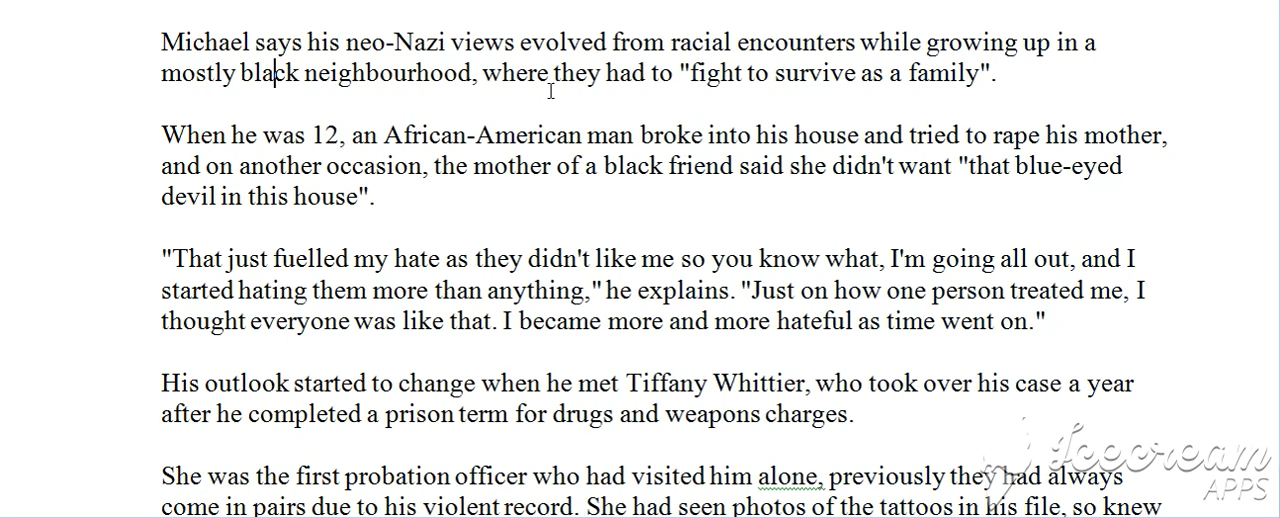 Michael says his neo-Nazi views evolved from racial encounters while growing up in a
mostly black neighbourhood, where they had to "fight to survive as a family".
When he was 12, an African-American man broke into his house and tried to rape his mother,
and on another occasion, the mother of a black friend said she didn't want "that blue-eyed
devil in this house".
"That just fuelled my hate as they didn't like me so you know what, I'm going all out, and I
started hating them more than anything," he explains. "Just on how one person treated me, I
thought everyone was like that. I became more and more hateful as time went on."
His outlook started to change when he met Tiffany Whittier, who took over his case a year
after he completed a prison term for drugs and weapons charges.
She was the first probation officer who had visited him alone, previously they had always
come in pairs due to his violent record. She had seen photos of the tattoos in his file, so knew
Icecream
APPS